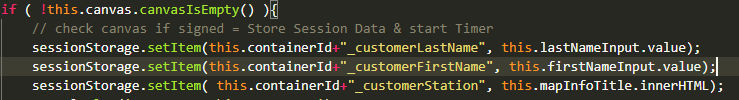 if ( !this.canvas.canvasIsEmpty() ){
// check canvas if signed = Store Session Data & start Timer
sessionStorage.setItem(this.containerId+"_customerLastName", this.lastNameInput.value);
sessionStorage.setItem(this.containerId+"_customerFirstName", this.firstNameInput.value);
sessionStorage.setItem( this.containerId+"_customerStation", this.mapInfoTitle.innerHTML);